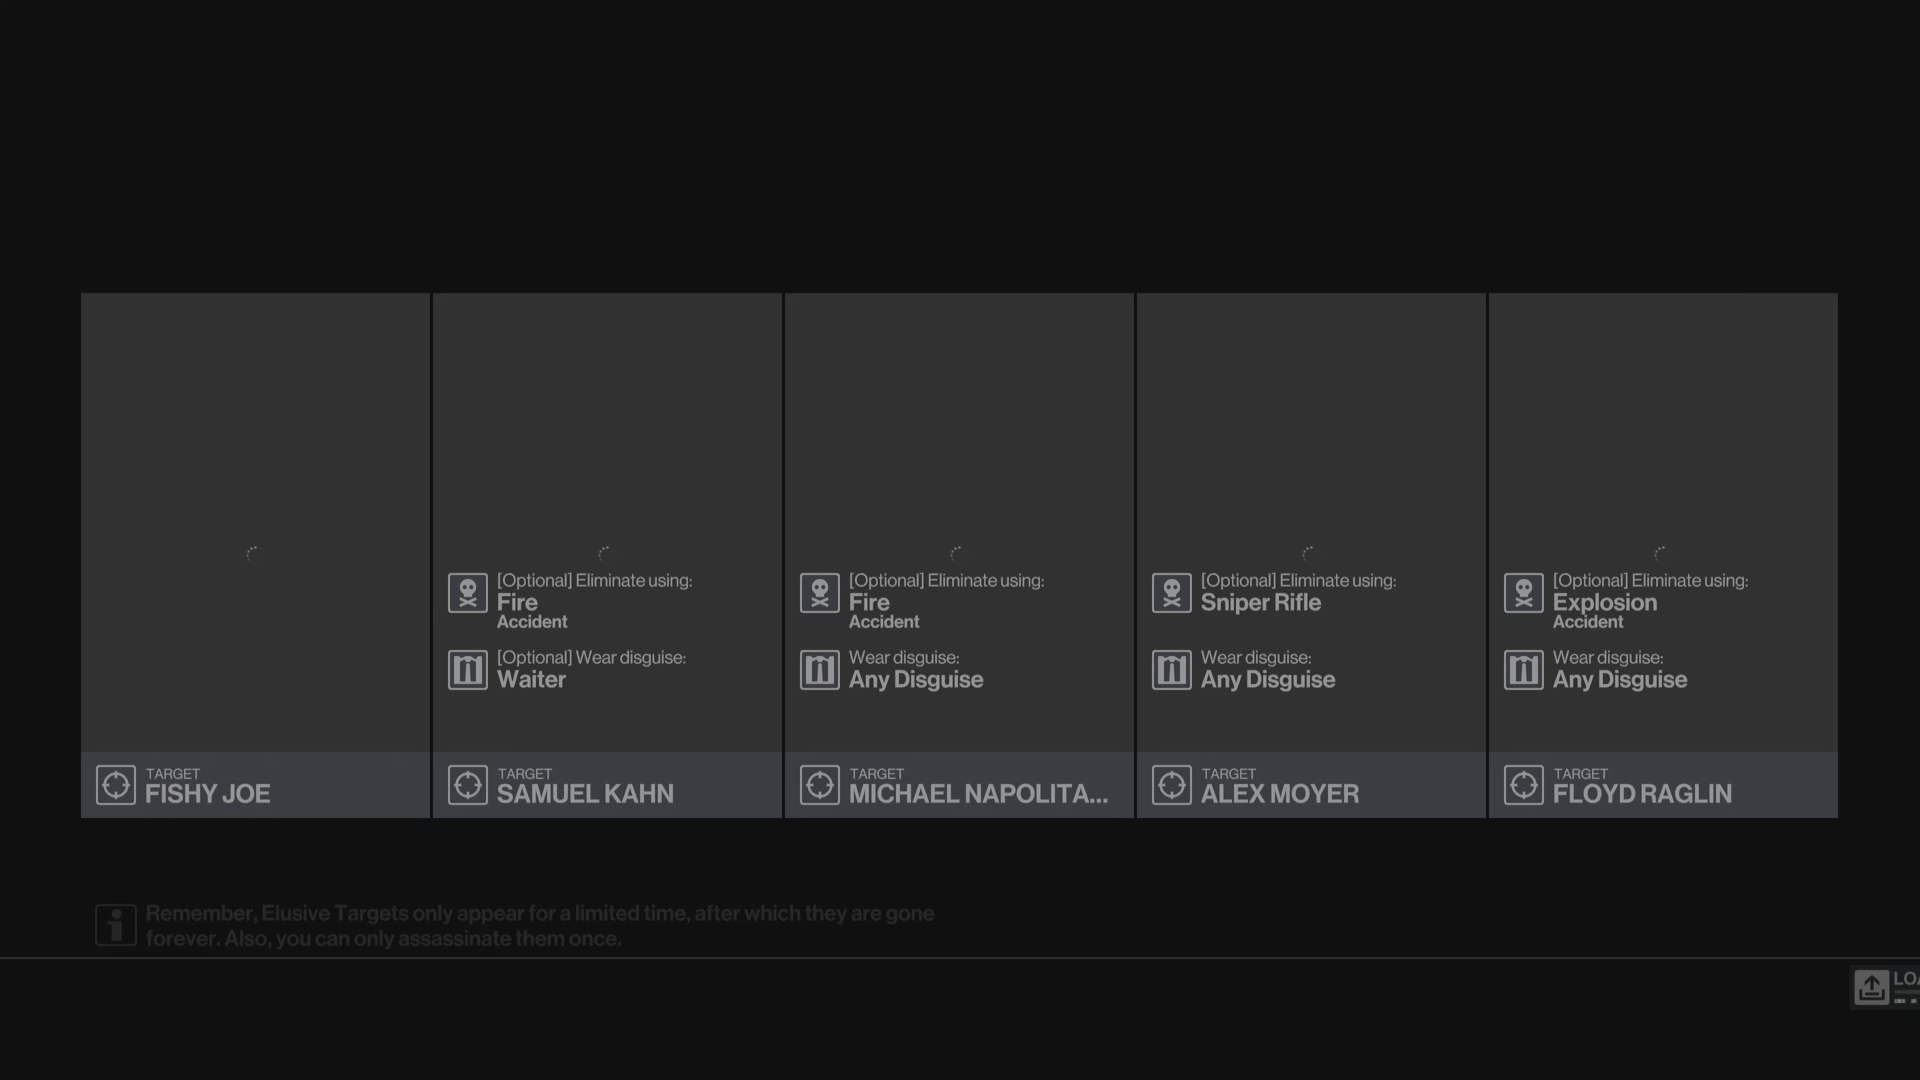 [Optional] Eliminate using:
Fire
Accident
[Optional] Wear disguise:
Waiter
[Optional] Eliminate using:
Fire
Accident
Wear disguise:
Any Disguise
[Optional] Eliminate using:
Sniper Rifle
Wear disguise:
Any Disguise
[Optional] Eliminate using:
Explosion
Accident
Wear disguise:
Any Disguise
TARGET
FISHY JOE
TARGET
SAMUEL KAHN
TARGET
MICHAEL NAPOLITA...
TARGET
ALEX MOYER
TARGET
FLOYD RAGLIN
Remember, Elusive Targets only appear for a limited time, after which they are gone
forever. Also, you can only assassinate them once.